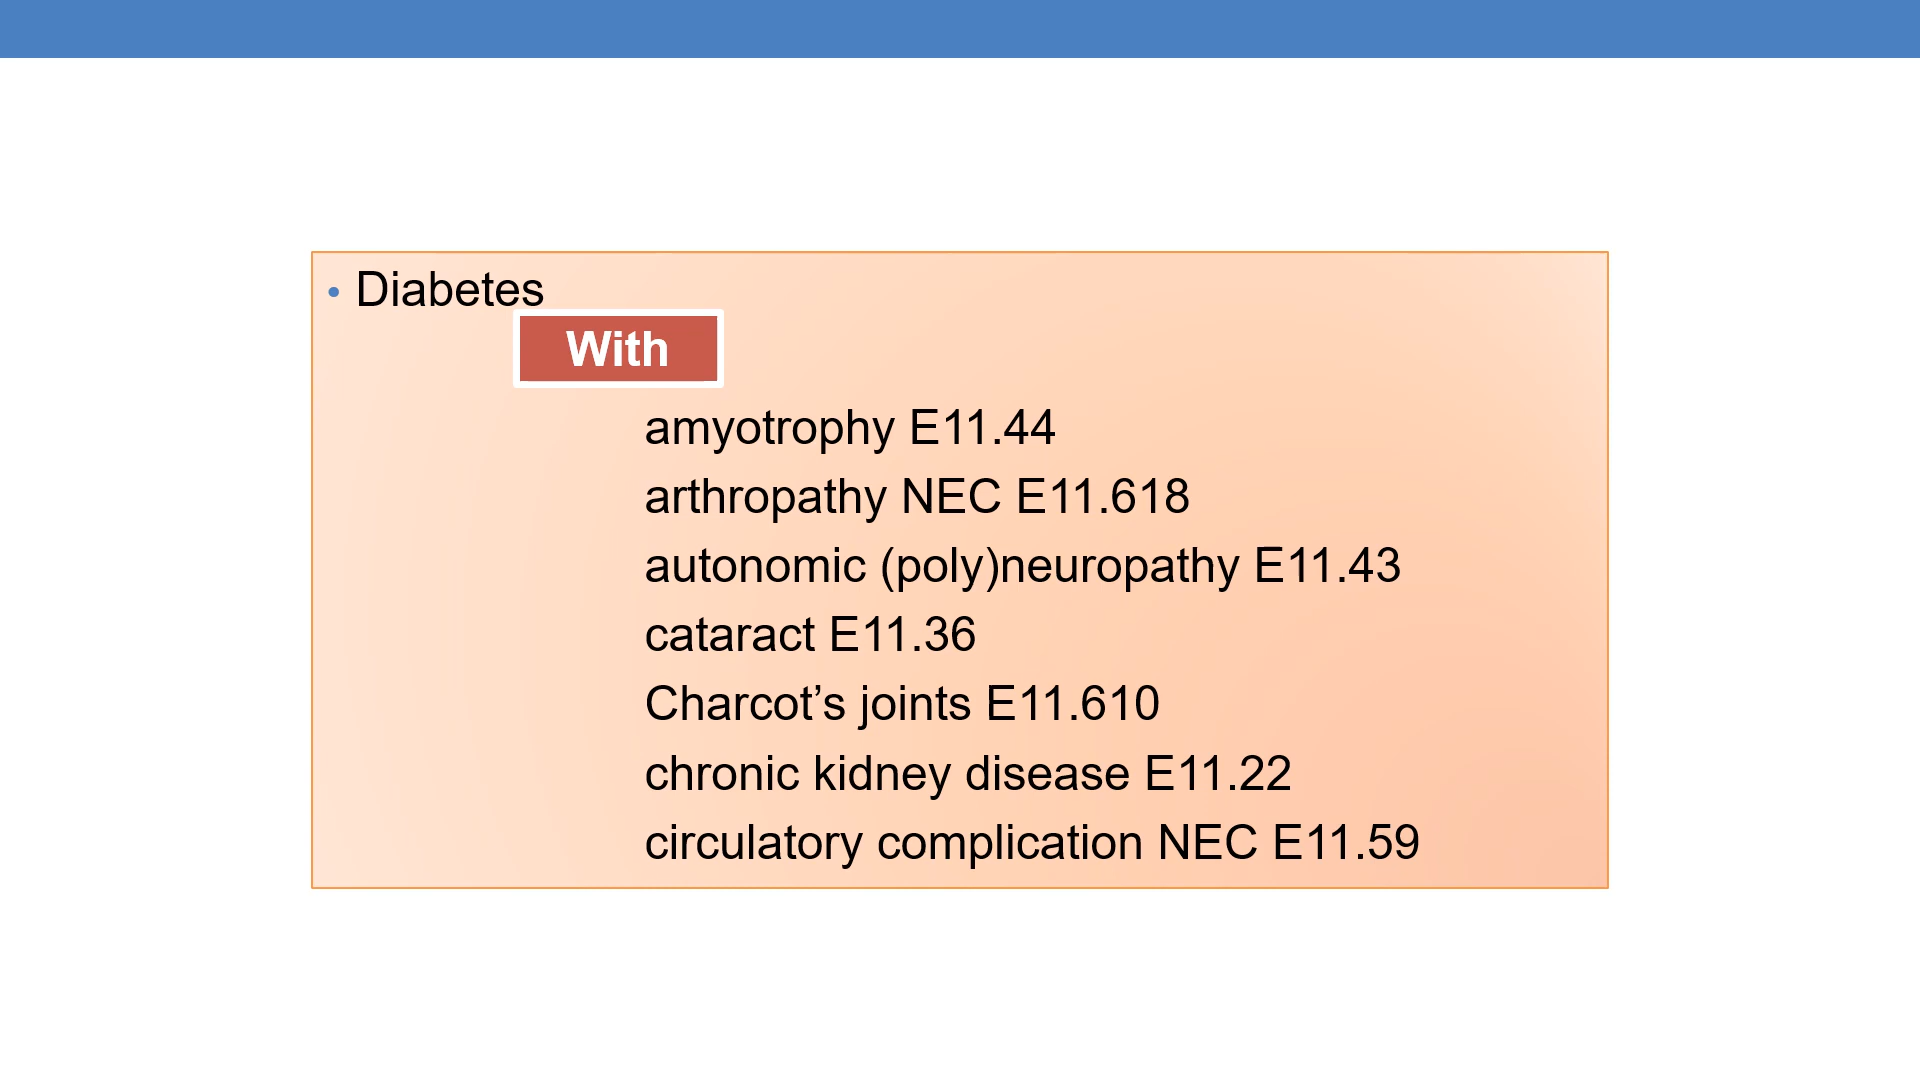 • Diabetes
With
amyotrophy E11.44
arthropathy NEC E11.618
autonomic (poly)neuropathy E11.43
cataract E11.36
Charcot’s joints E11.610
chronic kidney disease E11.22
circulatory complication NEC E11.59